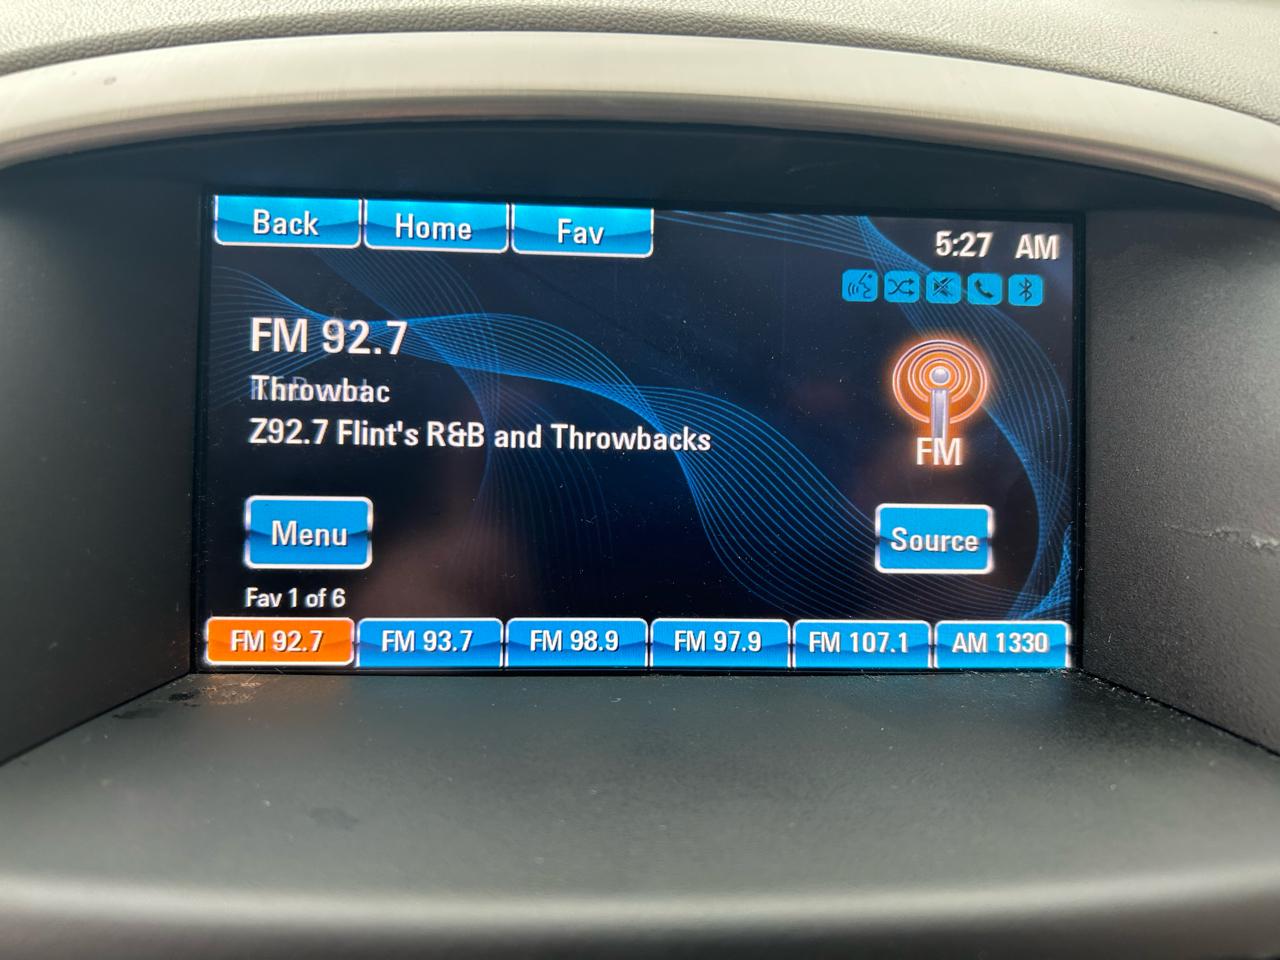 Back Home Fav
5:27 AM
FM 92.7
Throwbac
Z92.7 Flint's R&B and Throwbacks
FM
Menu
Source
Fav 1 of 6
FM 92.7 FM 93.7 FM 98.9 FM 97.9 FM 107.1 AM 1330